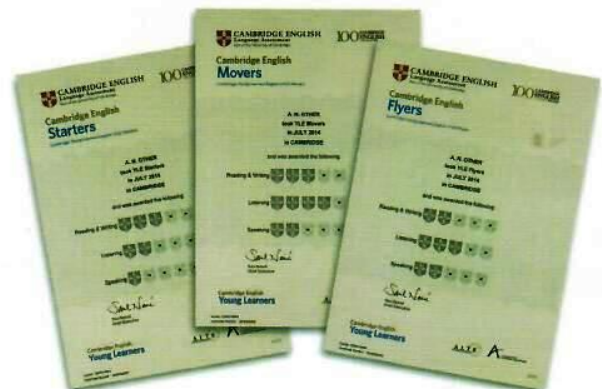 CAMBRIDGE ENGLISH
Language Assessment
100
Cambridge English
Starters
A. N. OTHER
took YLE Starters
in JULY 2014
in CAMBRIDGE
and was awarded the following
Reading & Writing
Listening
Speaking
Cambridge English
Young Learners
CAMBRIDGE ENGLISH
Language Assessment
100
Cambridge English
Movers
A. N. OTHER
took YLE Movers
in JULY 2014
in CAMBRIDGE
and was awarded the following
Reading & Writing
Listening
Speaking
Cambridge English
Young Learners
CAMBRIDGE ENGLISH
Language Assessment
100
Cambridge English
Flyers
A. N. OTHER
took YLE Flyers
in JULY 2014
in CAMBRIDGE
and was awarded the following
Reading & Writing
Listening
Speaking
Cambridge English
Young Learners
ALTE